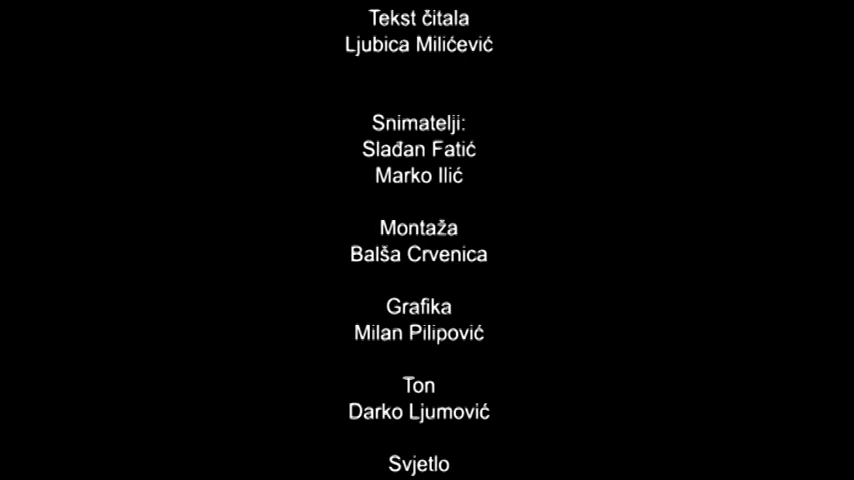 Tekst čitala
Ljubica Milićević
Snimatelji:
Slađan Fatić
Marko Ilić
Montaža
Balša Crvenica
Grafika
Milan Pilipović
Ton
Darko Ljumović
Svjetlo